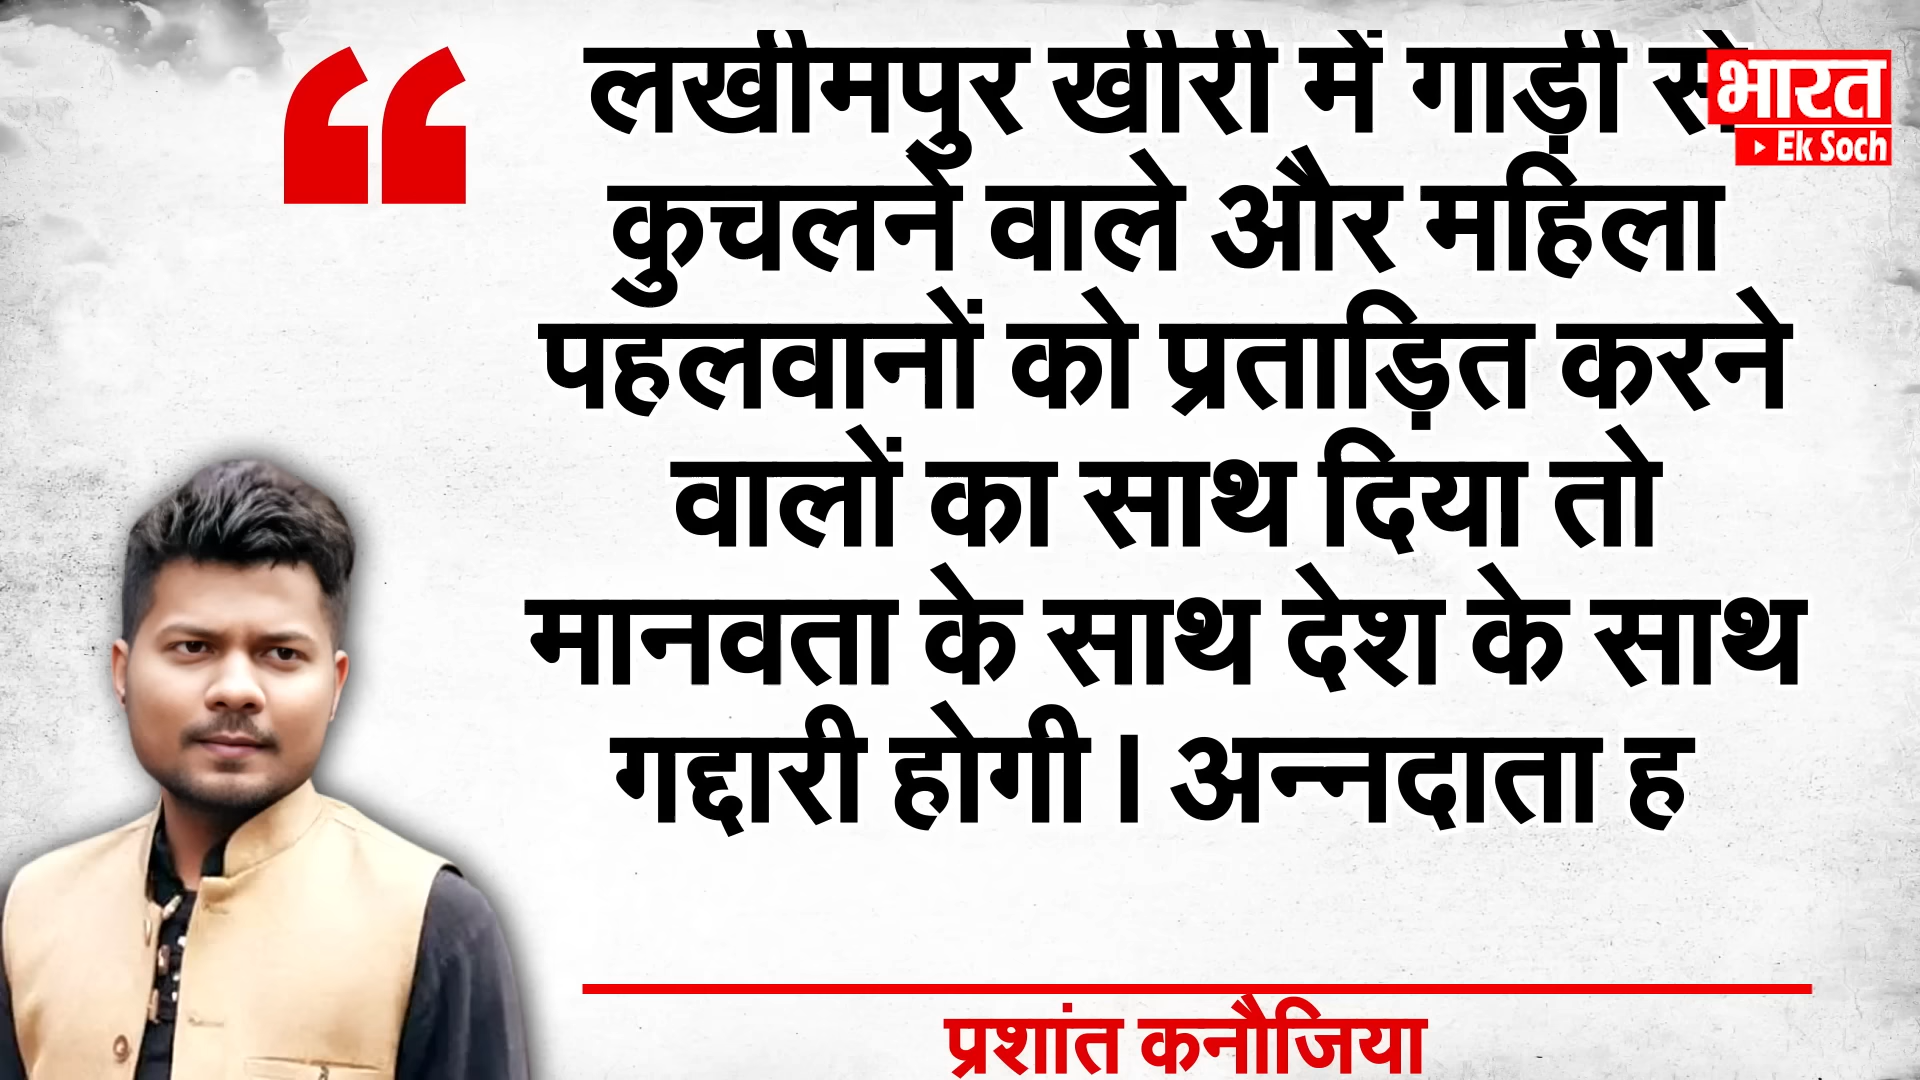 लखीमपुर खीरी में गाड़ी से
भारत
Ek Soch
कुचलने वाले और महिला
पहलवानों को प्रताड़ित करने
वालों का साथ दिया तो
मानवता के साथ देश के साथ
गद्दारी होगी । अन्नदाता ह
प्रशांत कनौजिया